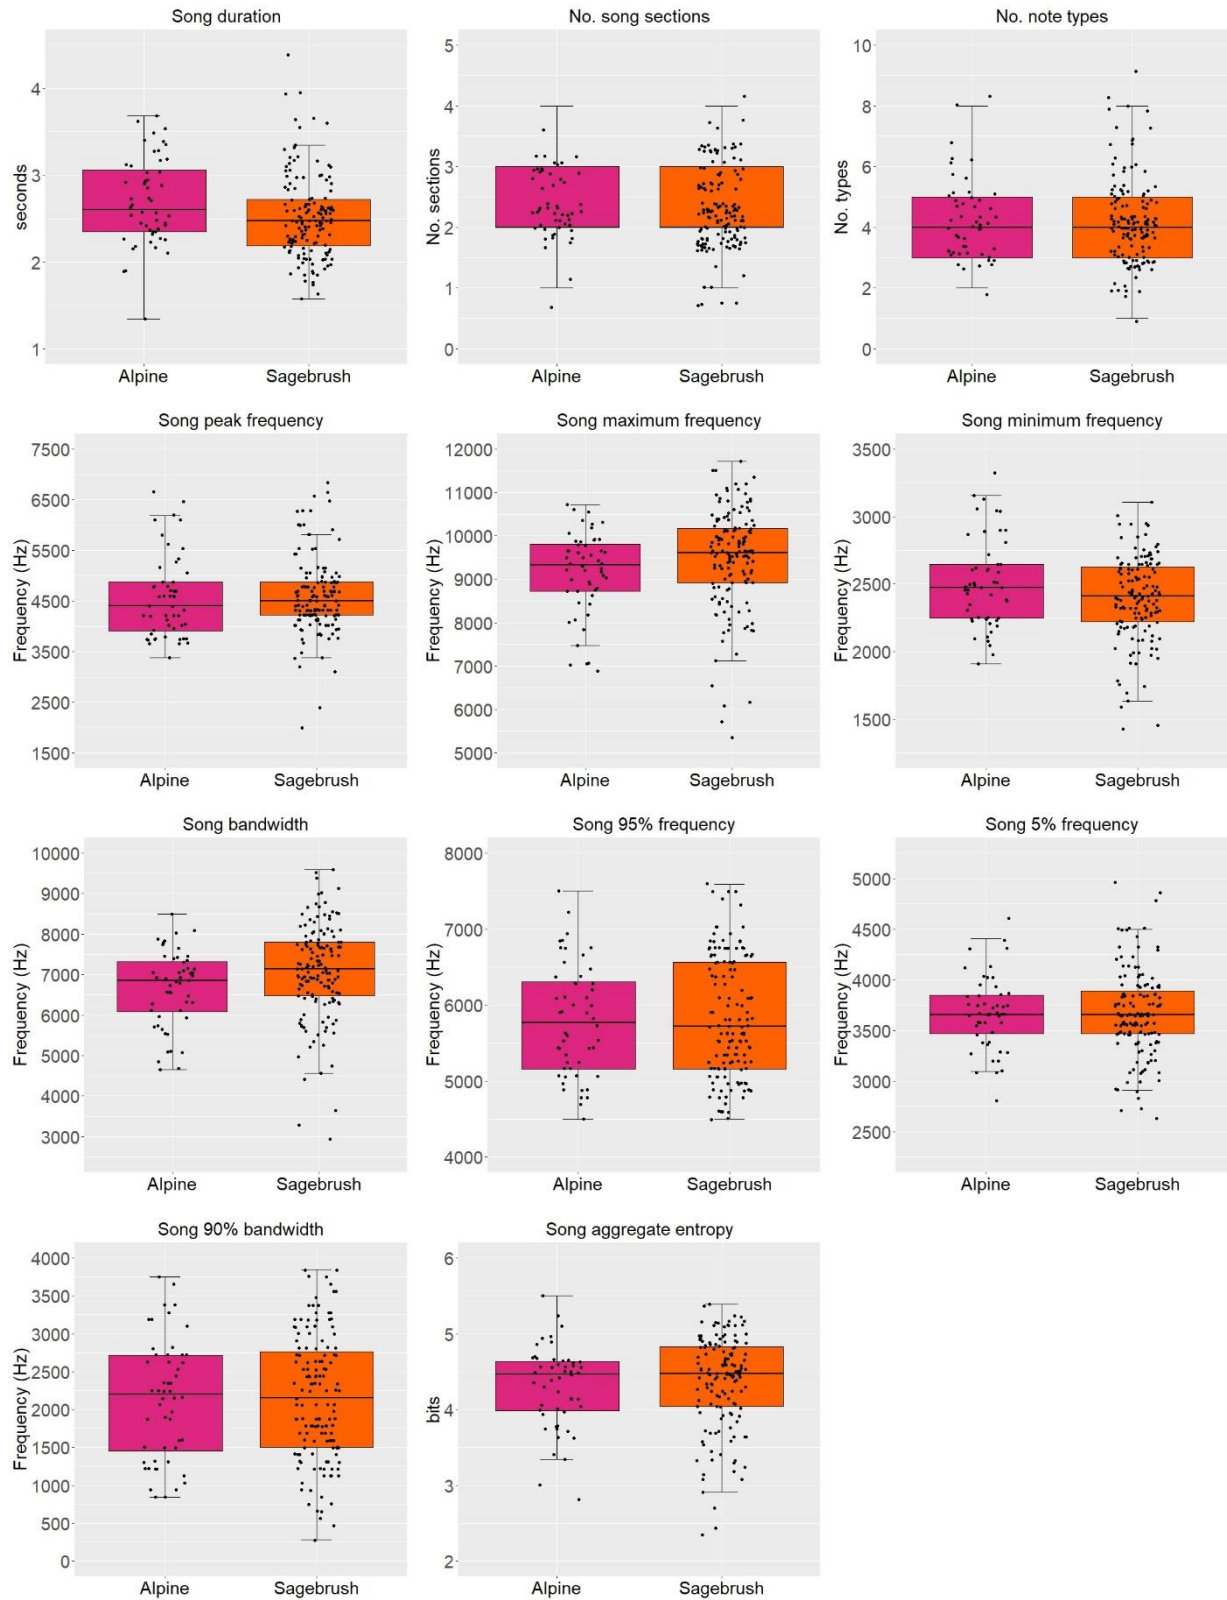 Song duration
seconds
4
3
2
1
Alpine Sagebrush
No. song sections
No. sections
5
4
3
2
1
0
Alpine Sagebrush
No. note types
No. types
10
8
6
4
2
0
Alpine Sagebrush
Song peak frequency
Frequency (Hz)
7500
6500
5500
4500
3500
2500
1500
Alpine Sagebrush
Song maximum frequency
Frequency (Hz)
12000
11000
10000
9000
8000
7000
6000
5000
Alpine Sagebrush
Song minimum frequency
Frequency (Hz)
3500
3000
2500
2000
1500
Alpine Sagebrush
Song bandwidth
Frequency (Hz)
10000
9000
8000
7000
6000
5000
4000
3000
Alpine Sagebrush
Song 95% frequency
Frequency (Hz)
8000
7000
6000
5000
4000
Alpine Sagebrush
Song 5% frequency
Frequency (Hz)
5000
4500
4000
3500
3000
2500
Alpine Sagebrush
Song 90% bandwidth
Frequency (Hz)
4000
3500
3000
2500
2000
1500
1000
500
0
Alpine Sagebrush
Song aggregate entropy
bits
6
5
4
3
2
Alpine Sagebrush